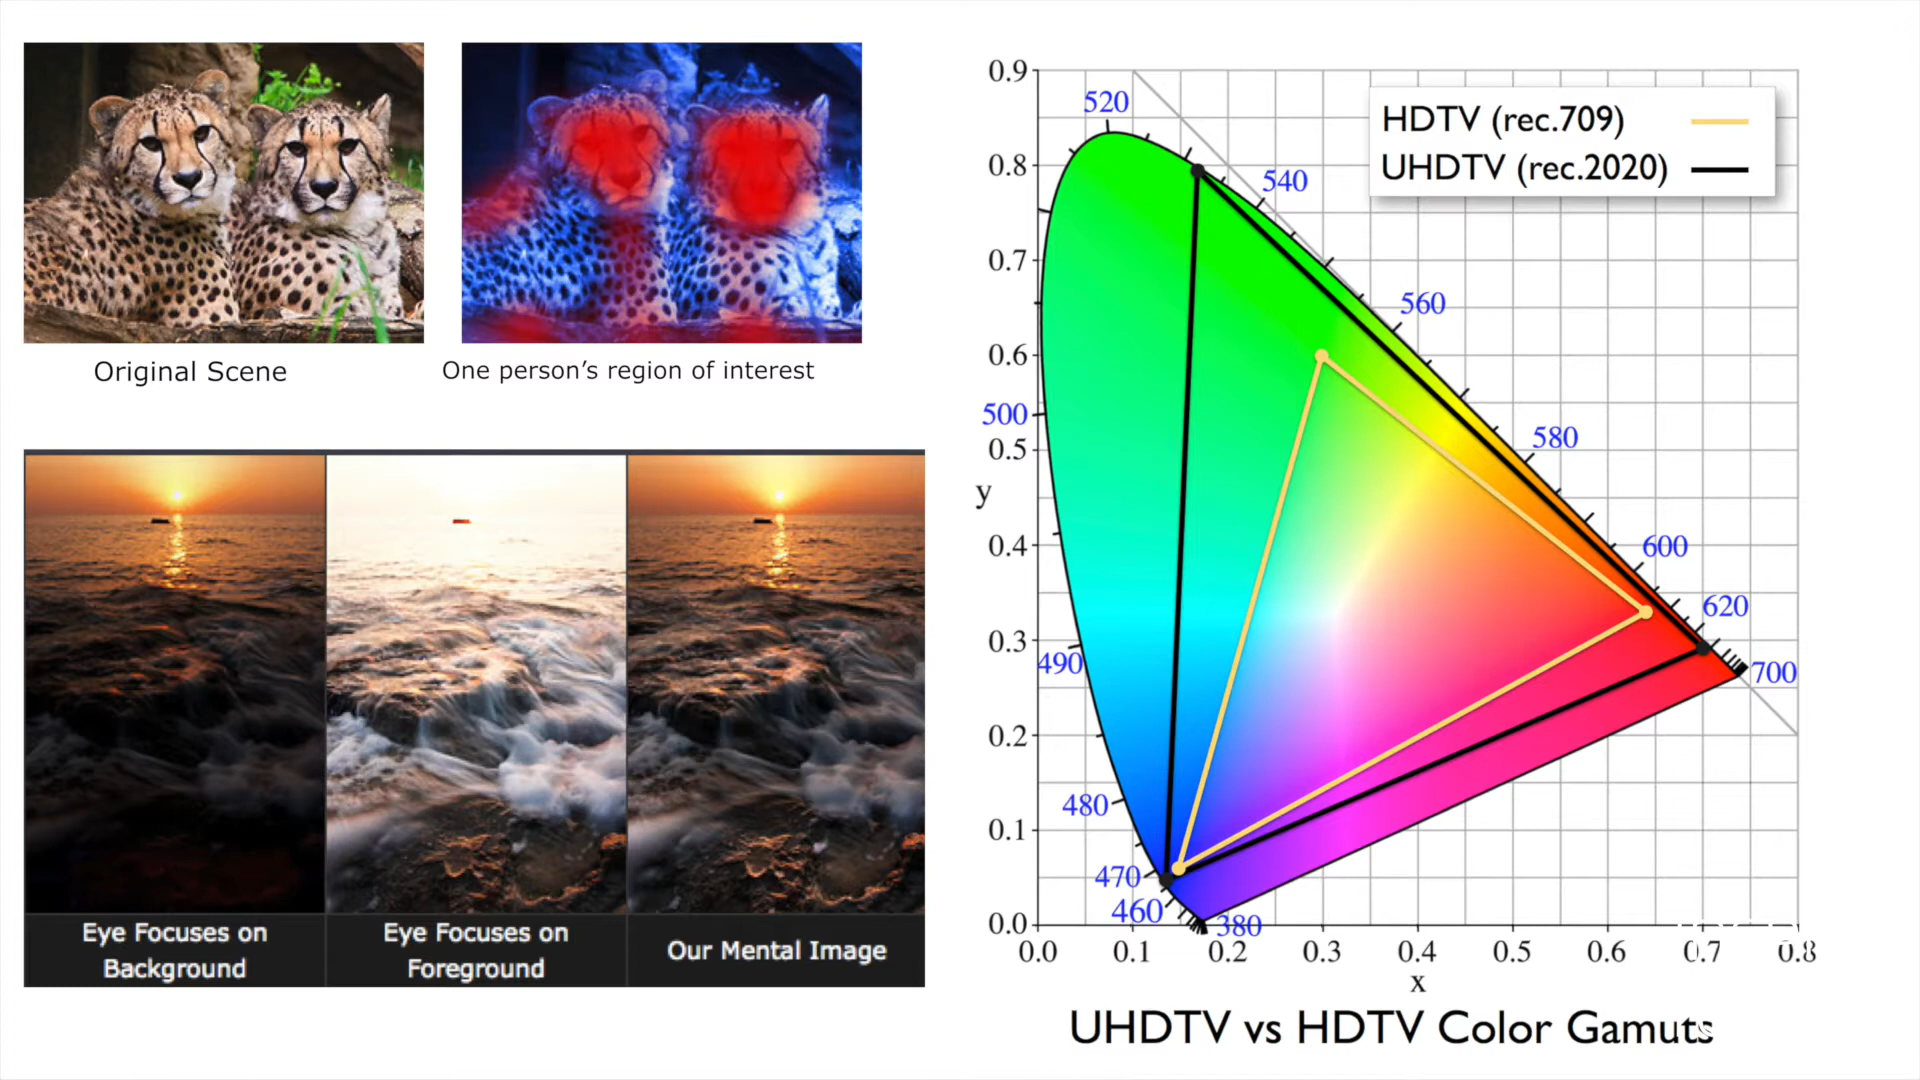 Original Scene
One person's region of interest
Eye Focuses on
Background
Eye Focuses on
Foreground
Our Mental Image
HDTV (rec.709)
UHDTV (rec.2020)
0.9
0.8
0.7
0.6
0.5
0.4
0.3
0.2
0.1
0.0
y
520
540
560
580
600
620
700
500
490
480
470
460
380
0.0 0.1 0.2 0.3 0.4 0.5 0.6 0.7 0.8
x
UHDTV vs HDTV Color Gamuts